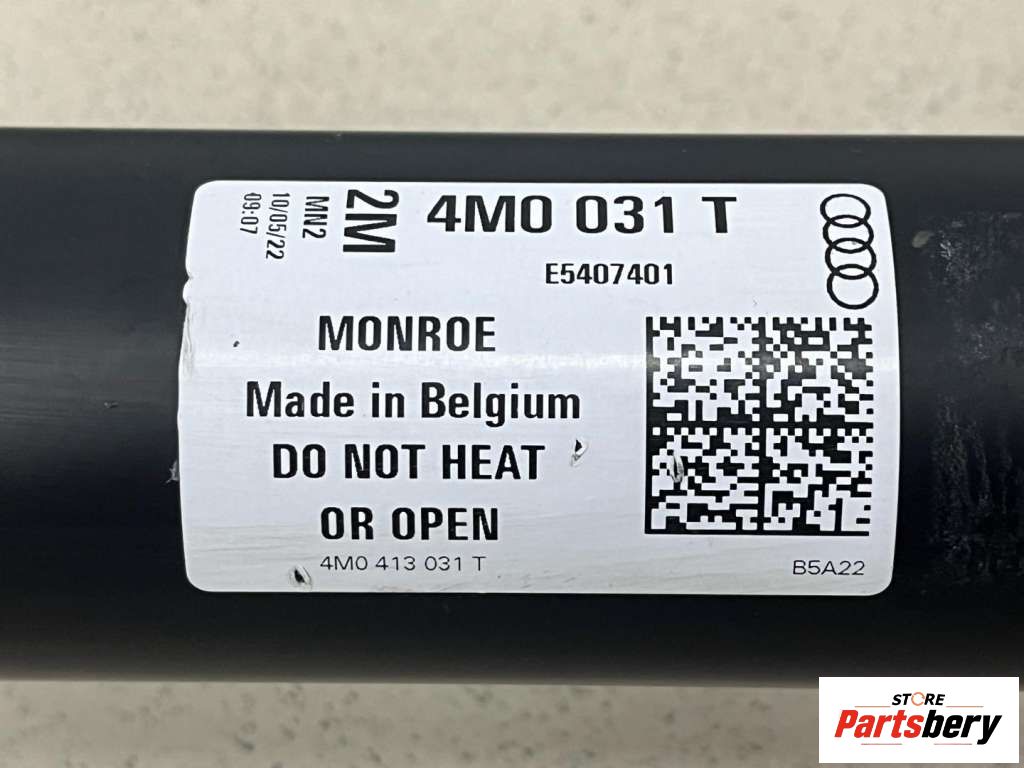 2M
MN2
10/05/22
09:07
4M0 031 T
E5407401
MONROE
Made in Belgium
DO NOT HEAT
OR OPEN
4M0 413 031 T
B5A22
STORE
Partsbery